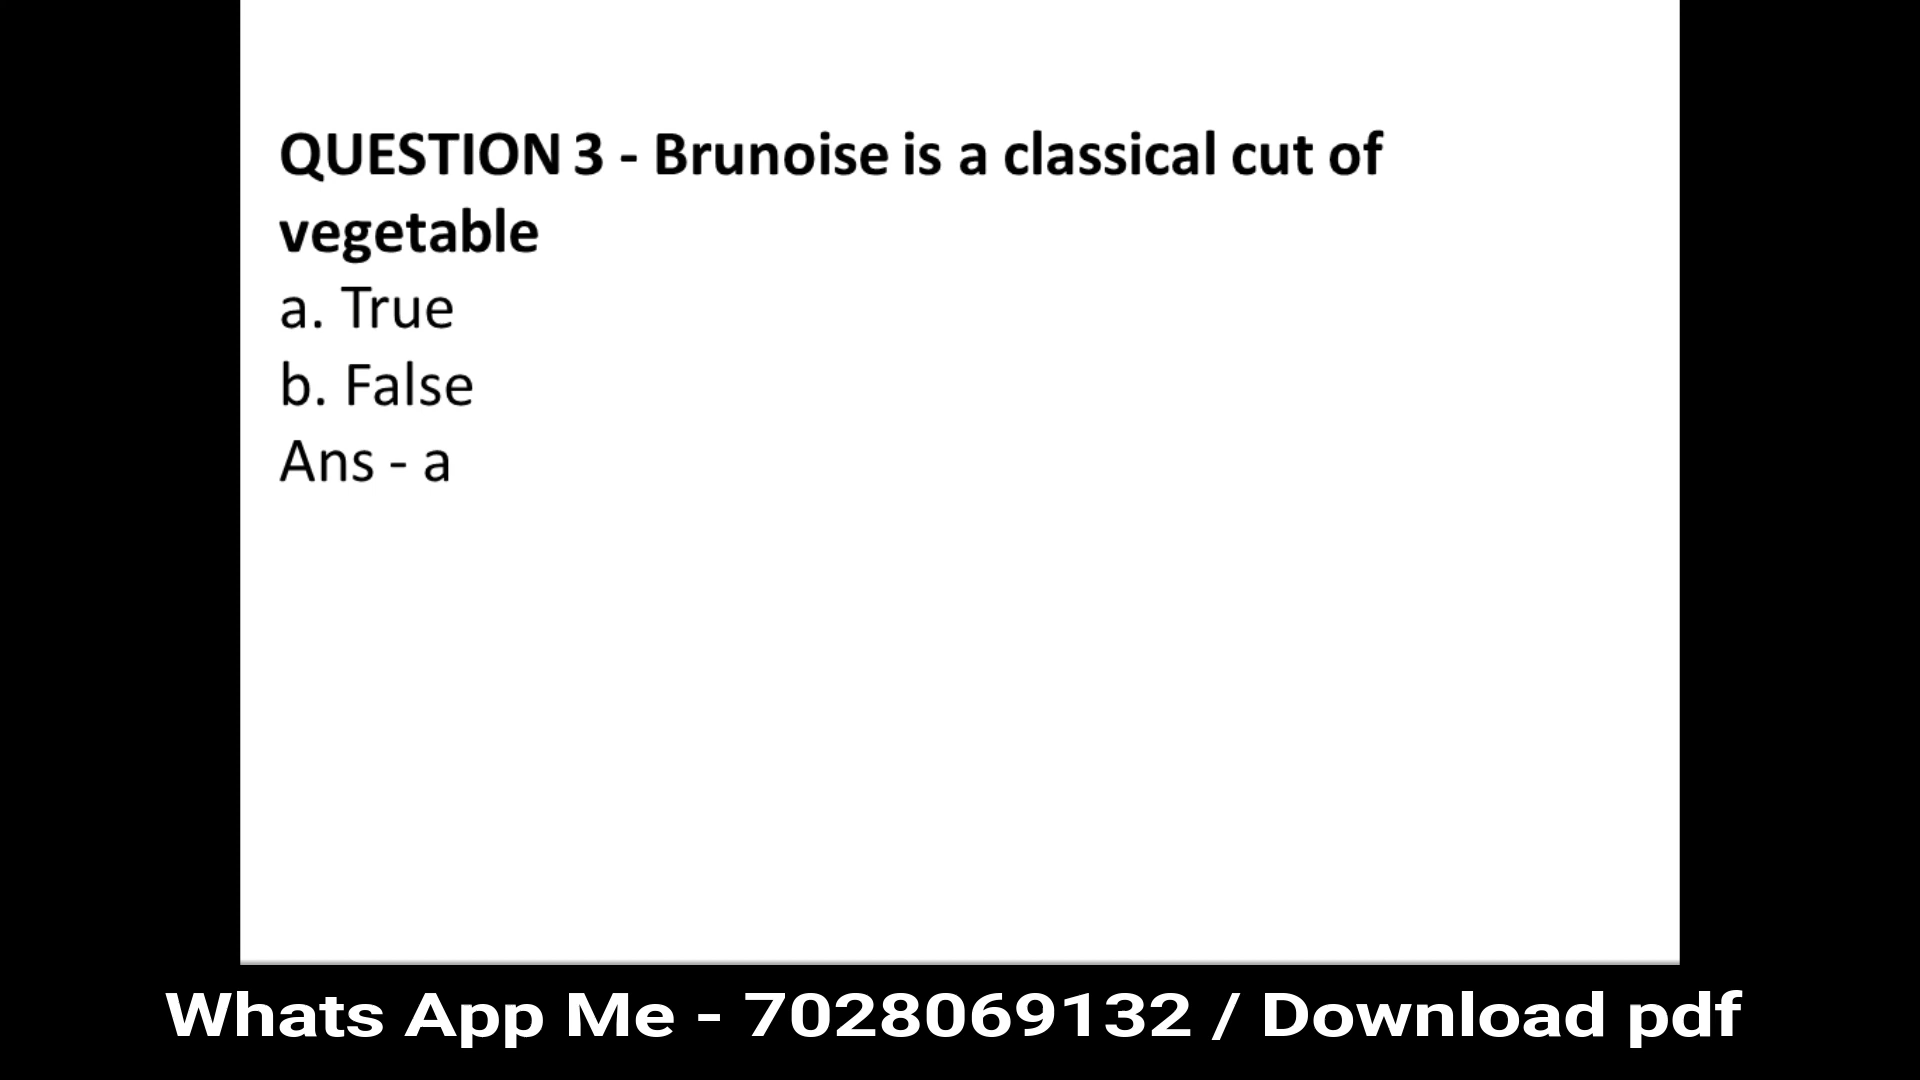 QUESTION 3 - Brunoise is a classical cut of
vegetable
a. True
b. False
Ans - a
Whats App Me - 7028069132 / Download pdf